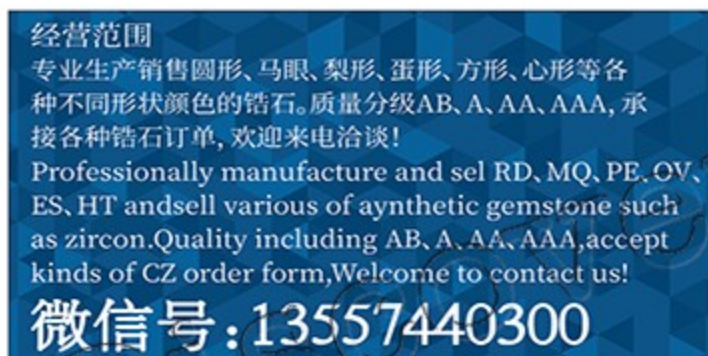 经营范围
专业生产销售圆形、马眼、梨形、蛋形、方形、心形等各
种不同形状颜色的锆石。质量分级AB、A、AA、AAA, 承
接各种锆石订单, 欢迎来电洽谈!
Professionally manufacture and sel RD、MQ、PE、OV、
ES、HT andsell various of aynthetic gemstone such
as zircon.Quality including AB、A、AA、AAA,accept
kinds of CZ order form,Welcome to contact us!
微信号:13557440300